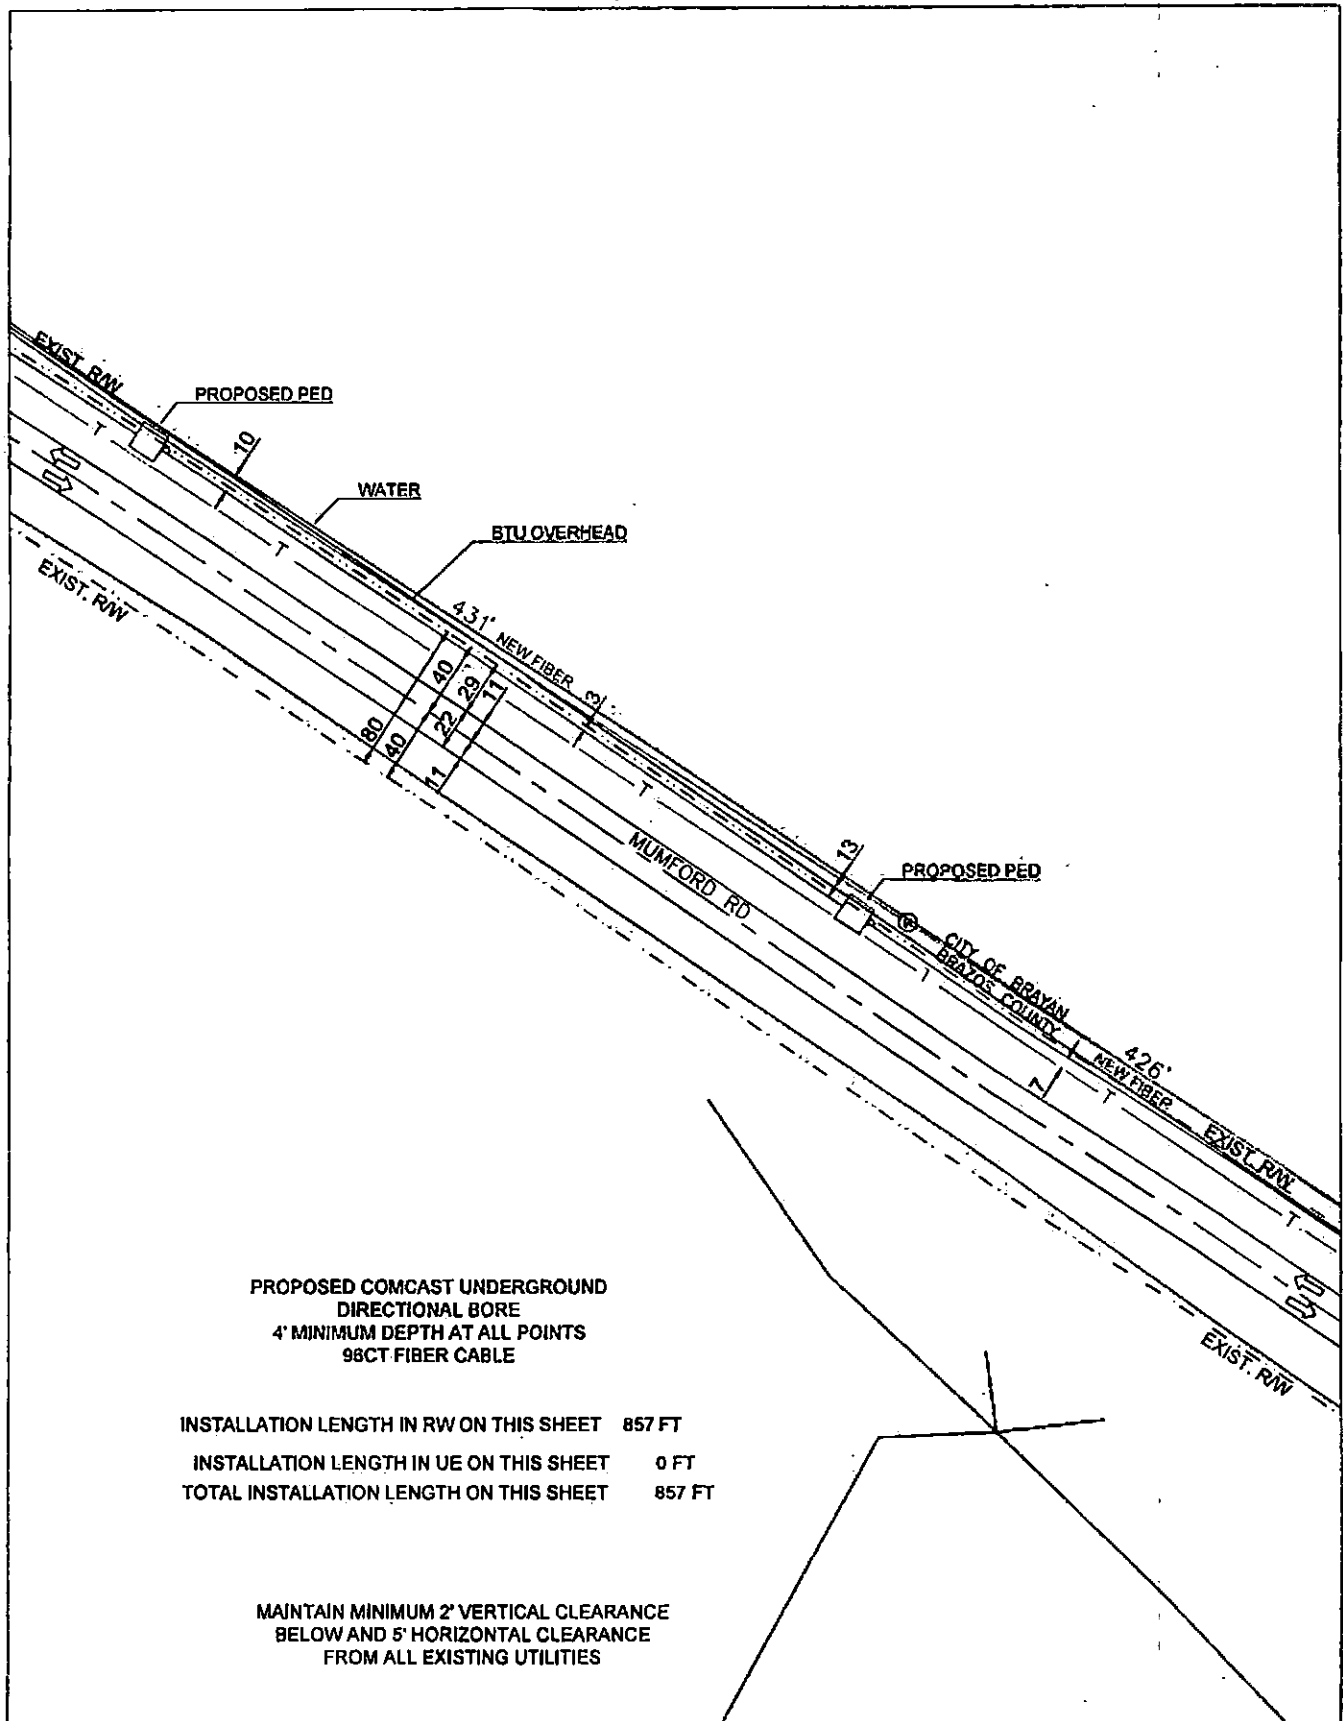 EXIST. R/W
PROPOSED PED
T
10
WATER
BTU OVERHEAD
T
EXIST. R/W
431'
NEW FIBER
3
40
29
11
22
80
40
11
T
MUMFORD RD
13
PROPOSED PED
CITY OF BRAYAN
BRAZOS COUNTY
T
426'
NEW FIBER
7
T
EXIST. R/W
T
EXIST. R/W
PROPOSED COMCAST UNDERGROUND
DIRECTIONAL BORE
4' MINIMUM DEPTH AT ALL POINTS
96CT FIBER CABLE
INSTALLATION LENGTH IN RW ON THIS SHEET 857 FT
INSTALLATION LENGTH IN UE ON THIS SHEET 0 FT
TOTAL INSTALLATION LENGTH ON THIS SHEET 857 FT
MAINTAIN MINIMUM 2' VERTICAL CLEARANCE
BELOW AND 5' HORIZONTAL CLEARANCE
FROM ALL EXISTING UTILITIES